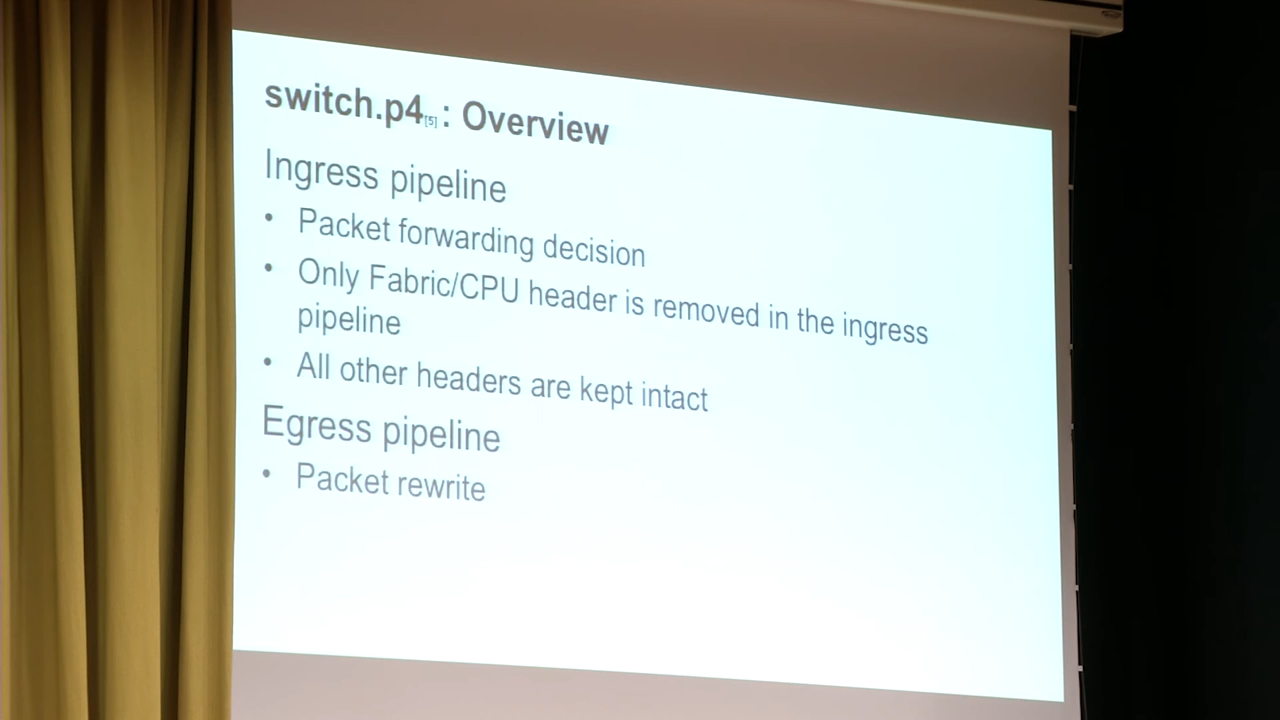 switch.p4[5] : Overview
Ingress pipeline
• Packet forwarding decision
• Only Fabric/CPU header is removed in the ingress
pipeline
• All other headers are kept intact
Egress pipeline
• Packet rewrite